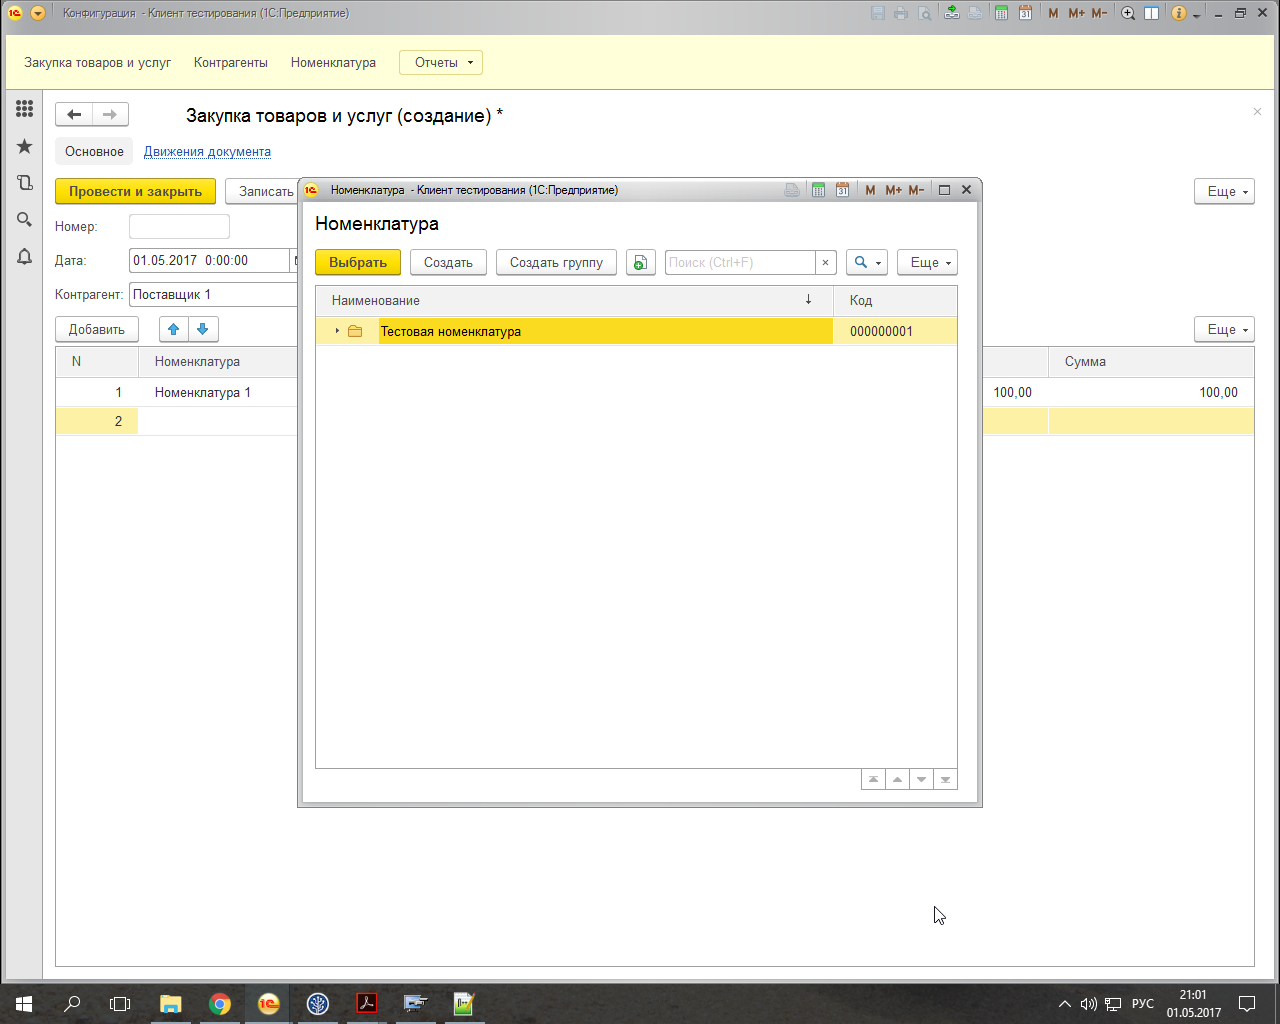 Конфигурация - Клиент тестирования (1С:Предприятие)
31 M M+ M-
Закупка товаров и услуг Контрагенты Номенклатура Отчеты
Закупка товаров и услуг (создание) *
Основное Движения документа
Провести и закрыть Записать Еще
Номер:
Дата: 01.05.2017 0:00:00
Контрагент: Поставщик 1
Добавить Еще
N Номенклатура Сумма
1 Номенклатура 1 100,00 100,00
2
Номенклатура - Клиент тестирования (1С:Предприятие) 31 M M+ M-
Номенклатура
Выбрать Создать Создать группу Поиск (Ctrl+F) × Еще
Наименование ↓ Код
Тестовая номенклатура 000000001
РУС 21:01
01.05.2017